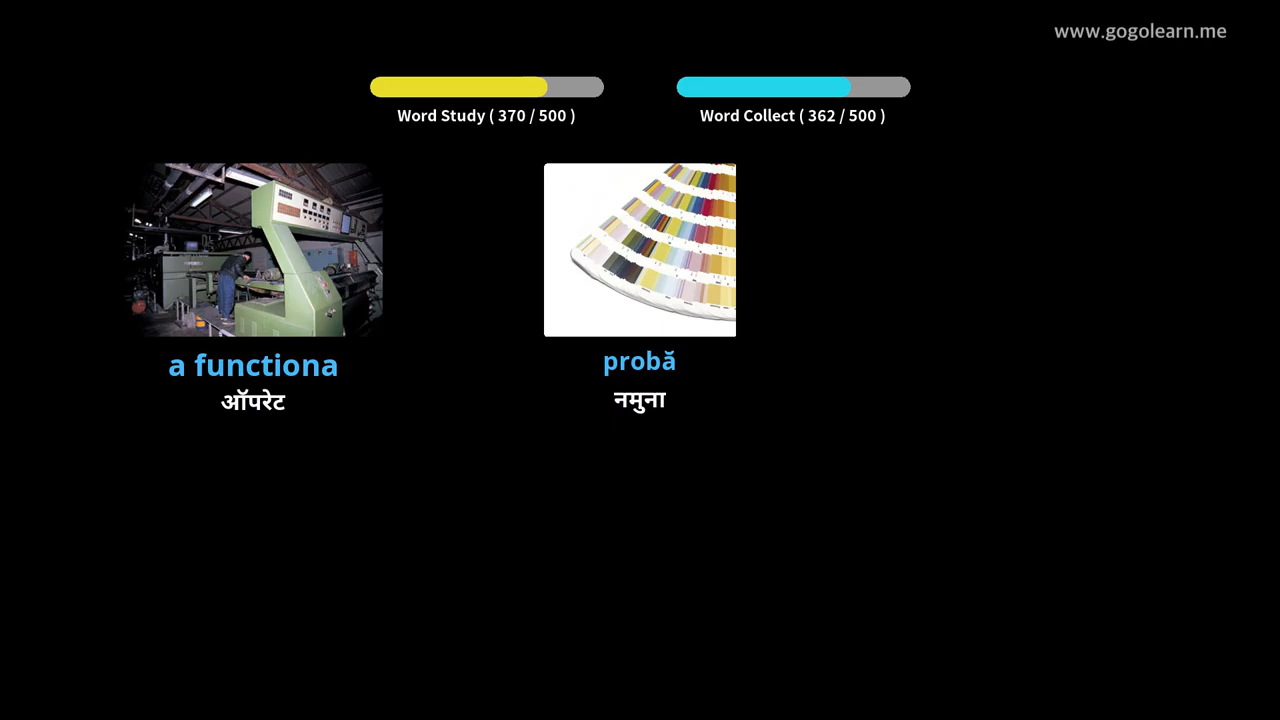 www.gogolearn.me
Word Study ( 370 / 500 )
Word Collect ( 362 / 500 )
a functiona
ऑपरेट
probă
नमुना